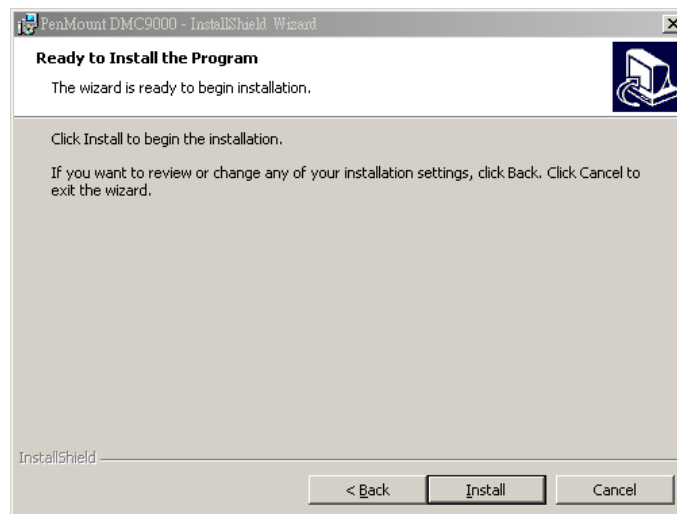 PenMount DMC9000 - InstallShield Wizard
Ready to Install the Program
The wizard is ready to begin installation.
Click Install to begin the installation.
If you want to review or change any of your installation settings, click Back. Click Cancel to
exit the wizard.
InstallShield
< Back
Install
Cancel